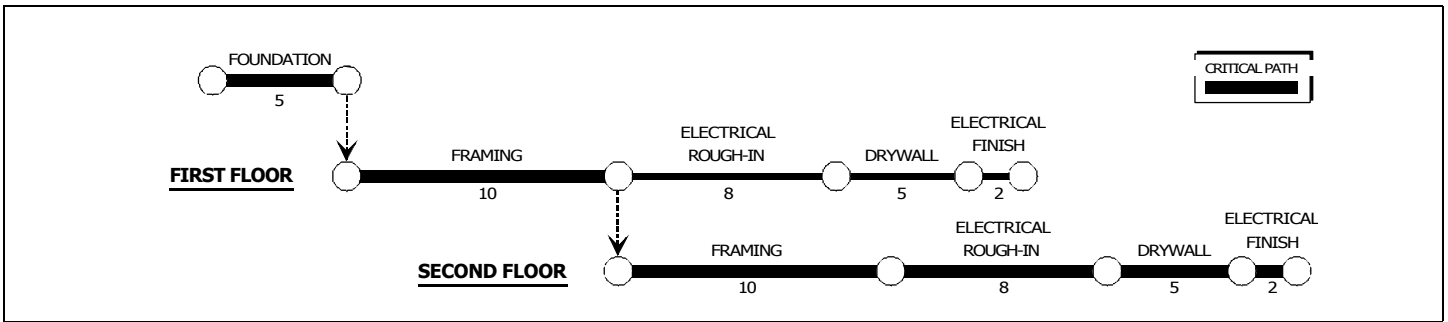 FOUNDATION
5
CRITICAL PATH
FIRST FLOOR
FRAMING
10
ELECTRICAL
ROUGH-IN
8
DRYWALL
5
ELECTRICAL
FINISH
2
SECOND FLOOR
FRAMING
10
ELECTRICAL
ROUGH-IN
8
DRYWALL
5
ELECTRICAL
FINISH
2